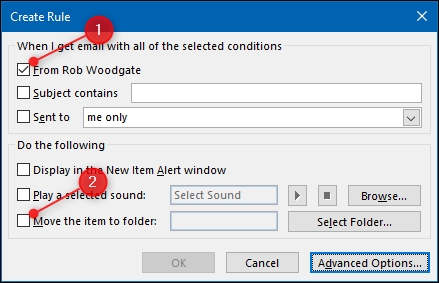 Create Rule
1
When I get email with all of the selected conditions
From Rob Woodgate
Subject contains
Sent to me only
Do the following
Display in the New Item Alert window
2
Play a selected sound: Select Sound Browse...
Move the item to folder: Select Folder...
OK Cancel Advanced Options...